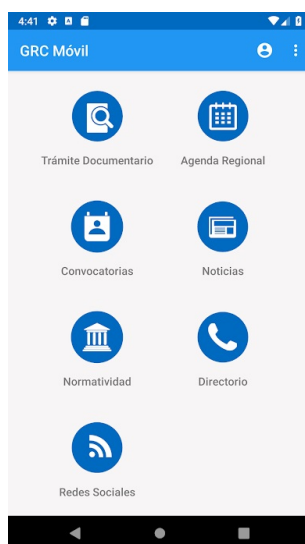 4:41
GRC Móvil
Trámite Documentario
Agenda Regional
Convocatorias
Noticias
Normatividad
Directorio
Redes Sociales